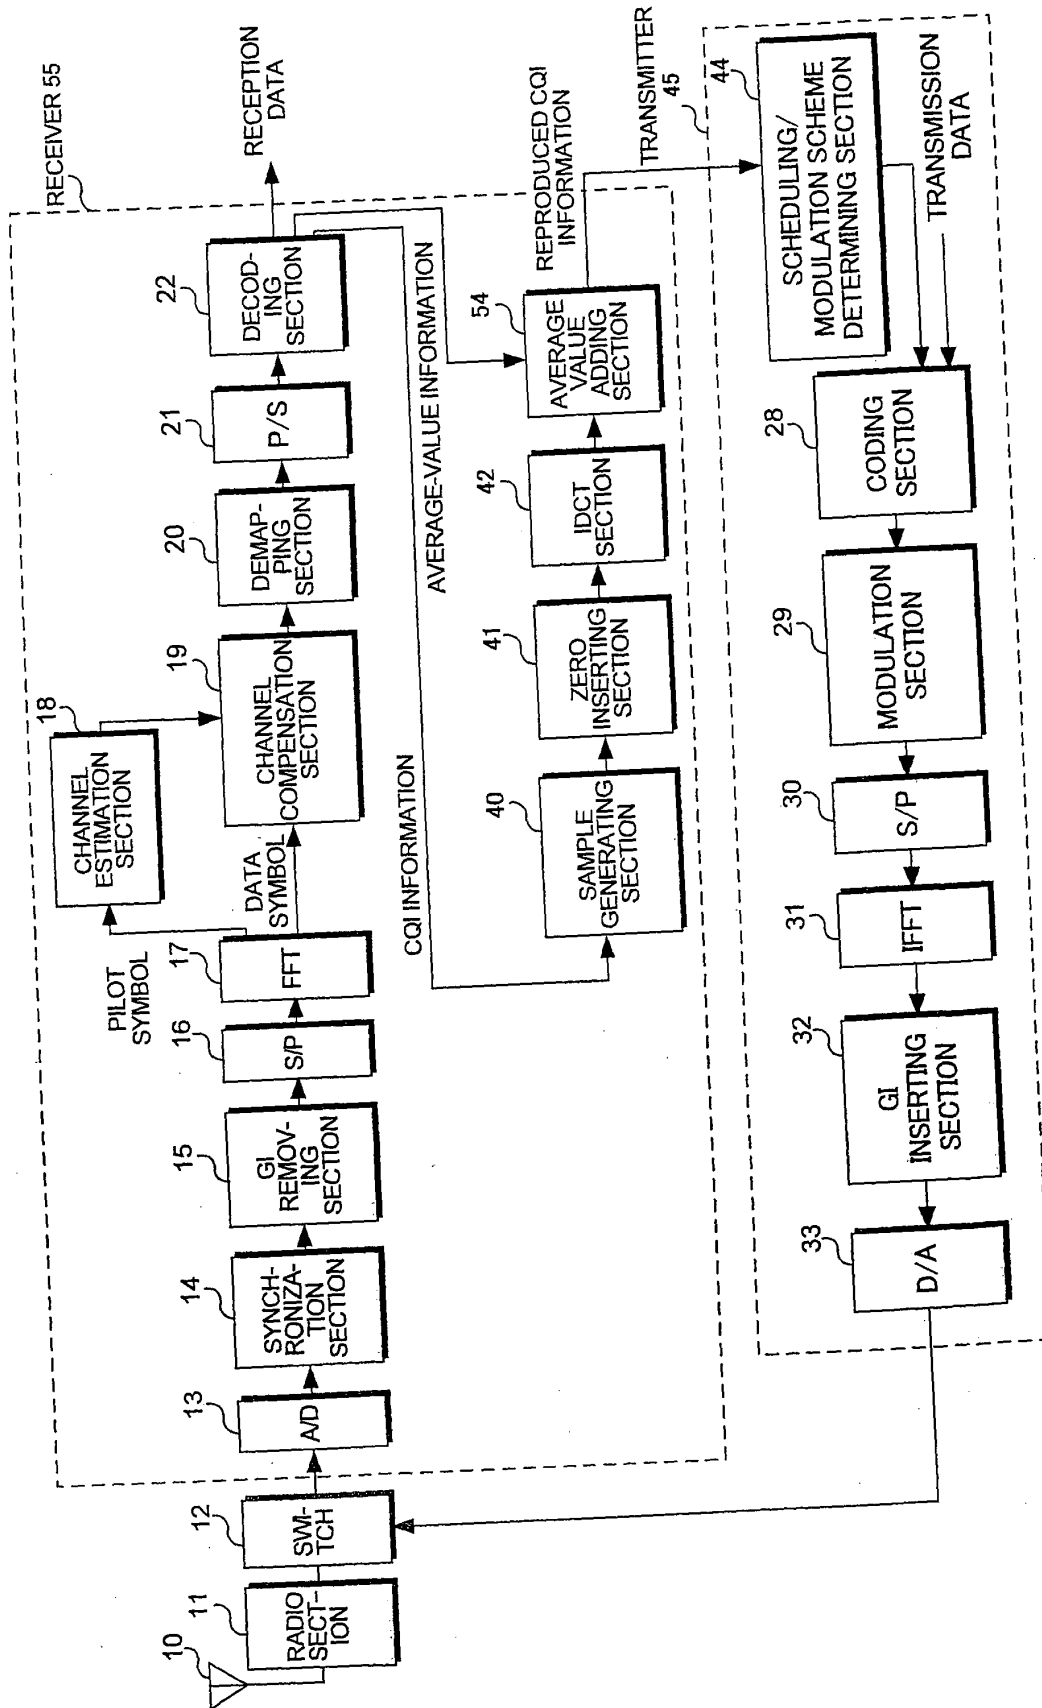 10
11
RADIO
SECT-
ION
12
SWI-
TCH
RECEIVER 55
13
A/D
14
SYNCH-
RONIZA-
TION
SECTION
15
GI
REMOV-
ING
SECTION
16
S/P
17
FFT
PILOT
SYMBOL
DATA
SYMBOL
18
CHANNEL
ESTIMATION
SECTION
19
CHANNEL
COMPENSATION
SECTION
20
DEMAP-
PING
SECTION
21
P/S
22
DECOD-
ING
SECTION
RECEPTION
DATA
CQI INFORMATION
AVERAGE-VALUE INFORMATION
40
SAMPLE
GENERATING
SECTION
41
ZERO
INSERTING
SECTION
42
IDCT
SECTION
54
AVERAGE
VALUE
ADDING
SECTION
REPRODUCED CQI
INFORMATION
TRANSMITTER
45
44
SCHEDULING/
MODULATION SCHEME
DETERMINING SECTION
TRANSMISSION
DATA
28
CODING
SECTION
29
MODULATION
SECTION
30
S/P
31
IFFT
32
GI
INSERTING
SECTION
33
D/A